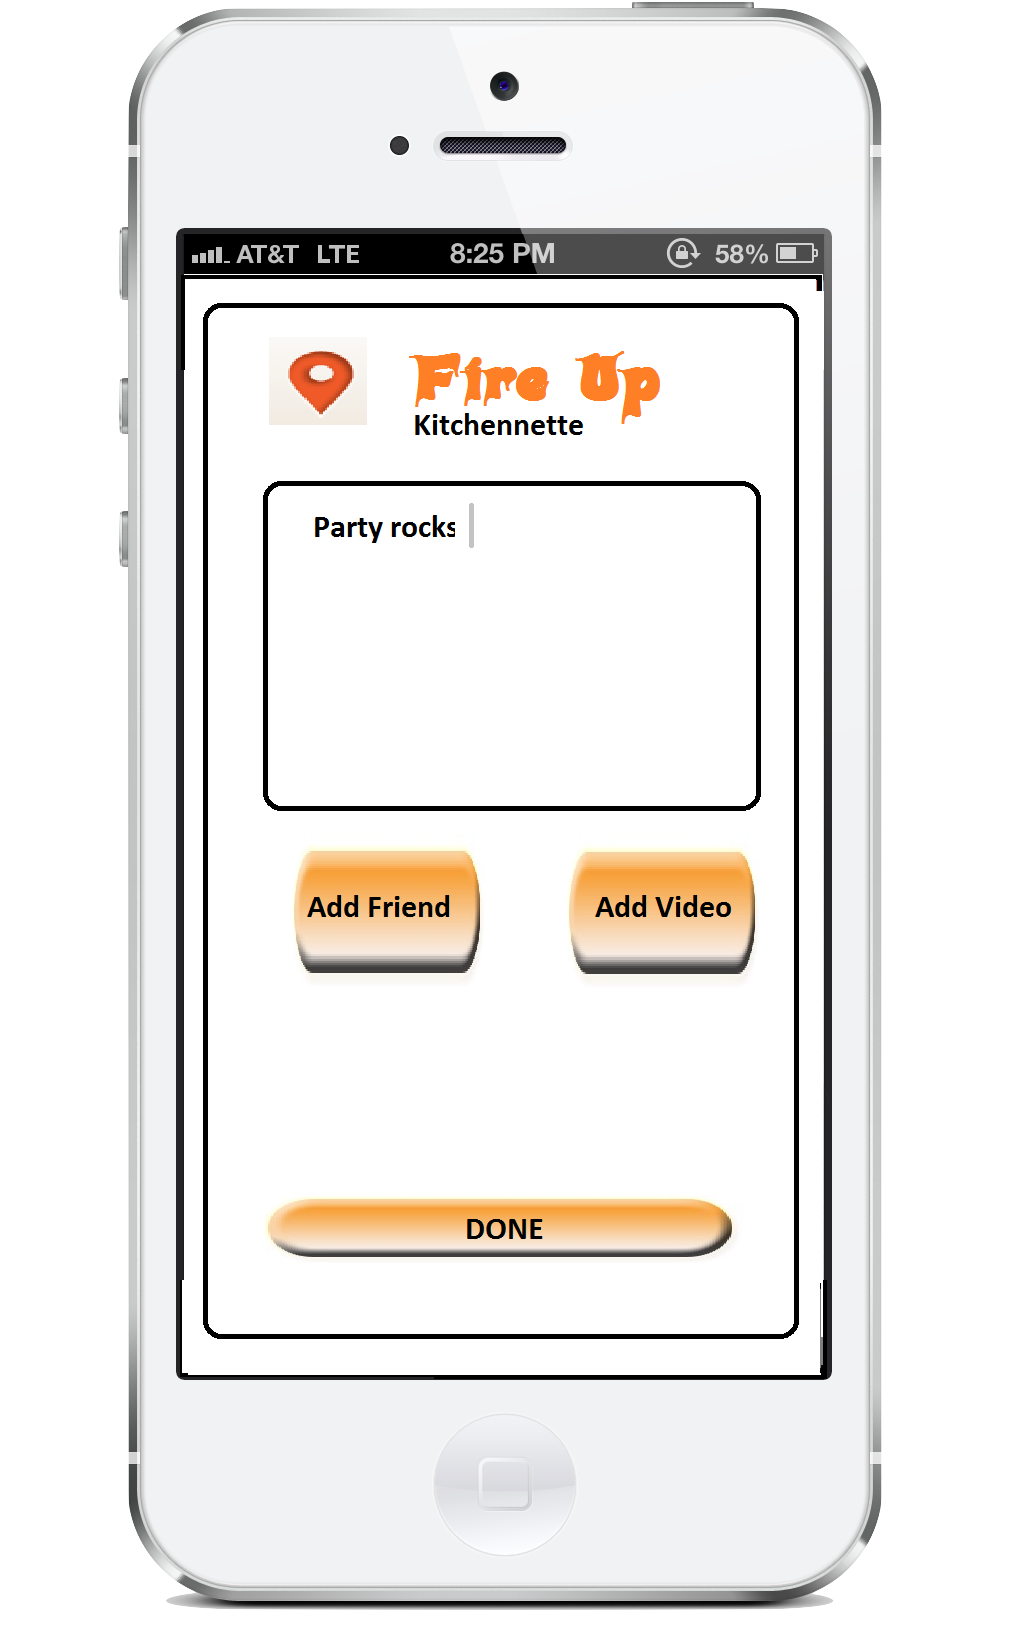 AT&T LTE 8:25 PM 58%
Fire Up
Kitchennette
Party rocks
Add Friend Add Video
DONE